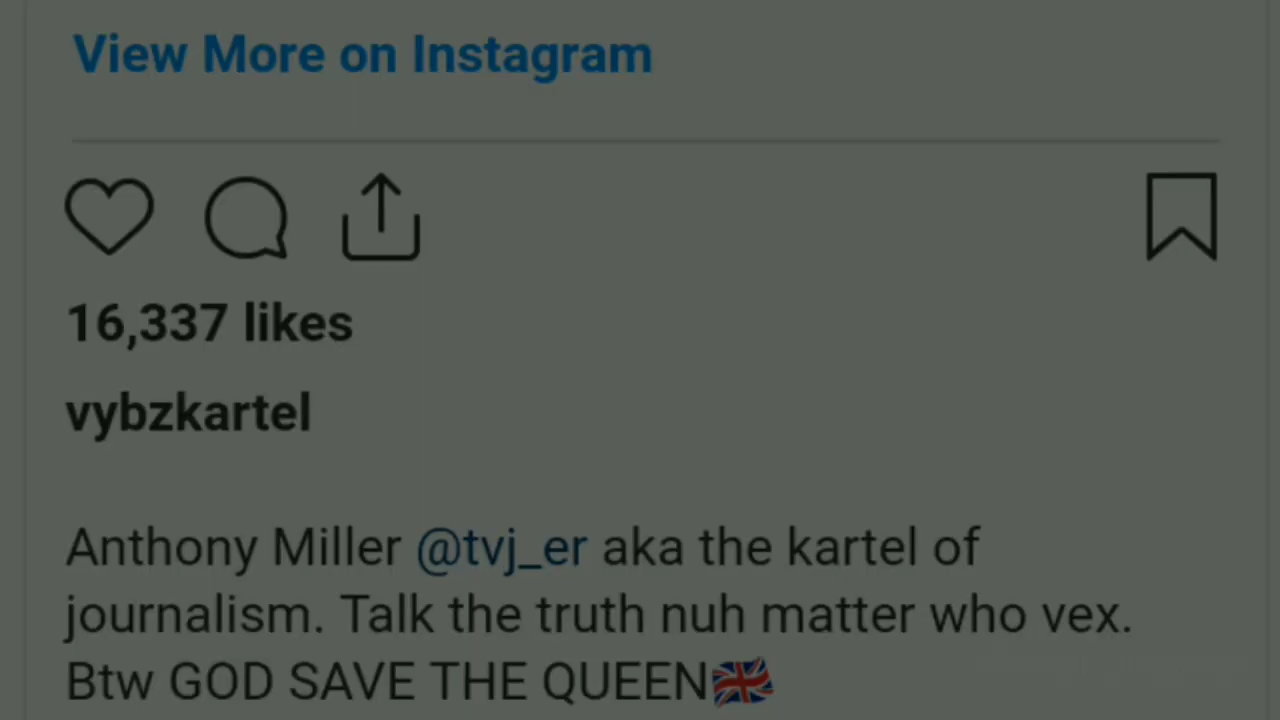 View More on Instagram
16,337 likes
vybzkartel
Anthony Miller @tvj_er aka the kartel of
journalism. Talk the truth nuh matter who vex.
Btw GOD SAVE THE QUEEN🇬🇧